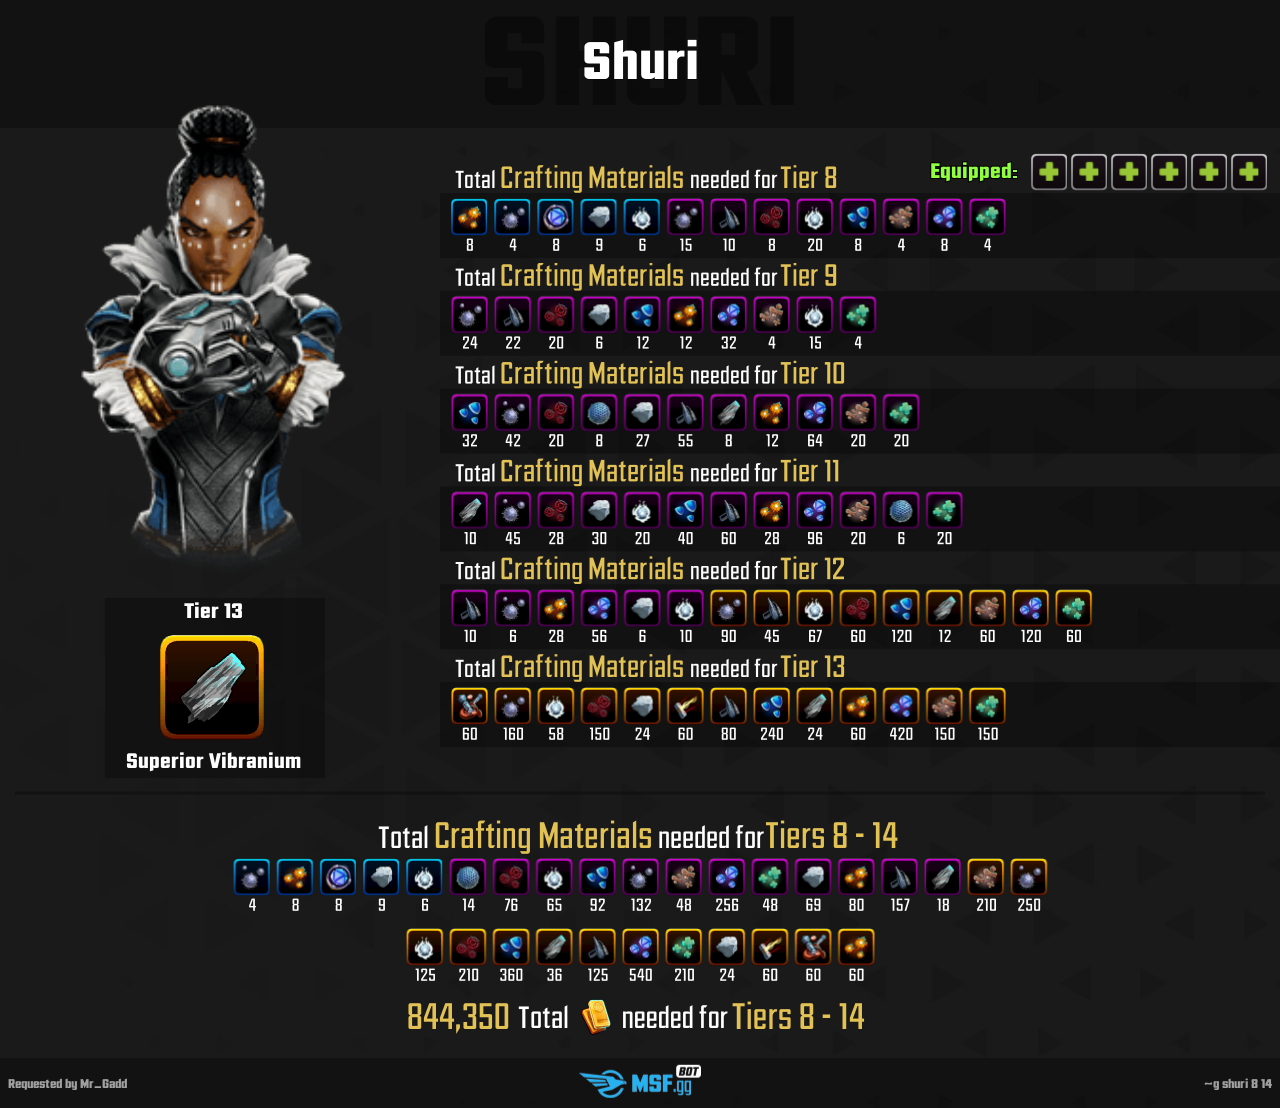 SHURI
Shuri
Equipped:
Total Crafting Materials needed for Tier 8
8 4 8 9 6 15 10 8 20 8 4 8 4
Total Crafting Materials needed for Tier 9
24 22 20 6 12 12 32 4 15 4
Total Crafting Materials needed for Tier 10
32 42 20 8 27 55 8 12 64 20 20
Total Crafting Materials needed for Tier 11
10 45 28 30 20 40 60 28 96 20 6 20
Total Crafting Materials needed for Tier 12
10 6 28 56 6 10 90 45 67 60 120 12 60 120 60
Total Crafting Materials needed for Tier 13
60 160 58 150 24 60 80 240 24 60 420 150 150
Tier 13
Superior Vibranium
Total Crafting Materials needed for Tiers 8 - 14
4 8 8 9 6 14 76 65 92 132 48 256 48 69 80 157 18 210 250
125 210 360 36 125 540 210 24 60 60 60
844,350 Total needed for Tiers 8 - 14
Requested by Mr_Gadd
MSF.gg BOT
~g shuri 8 14